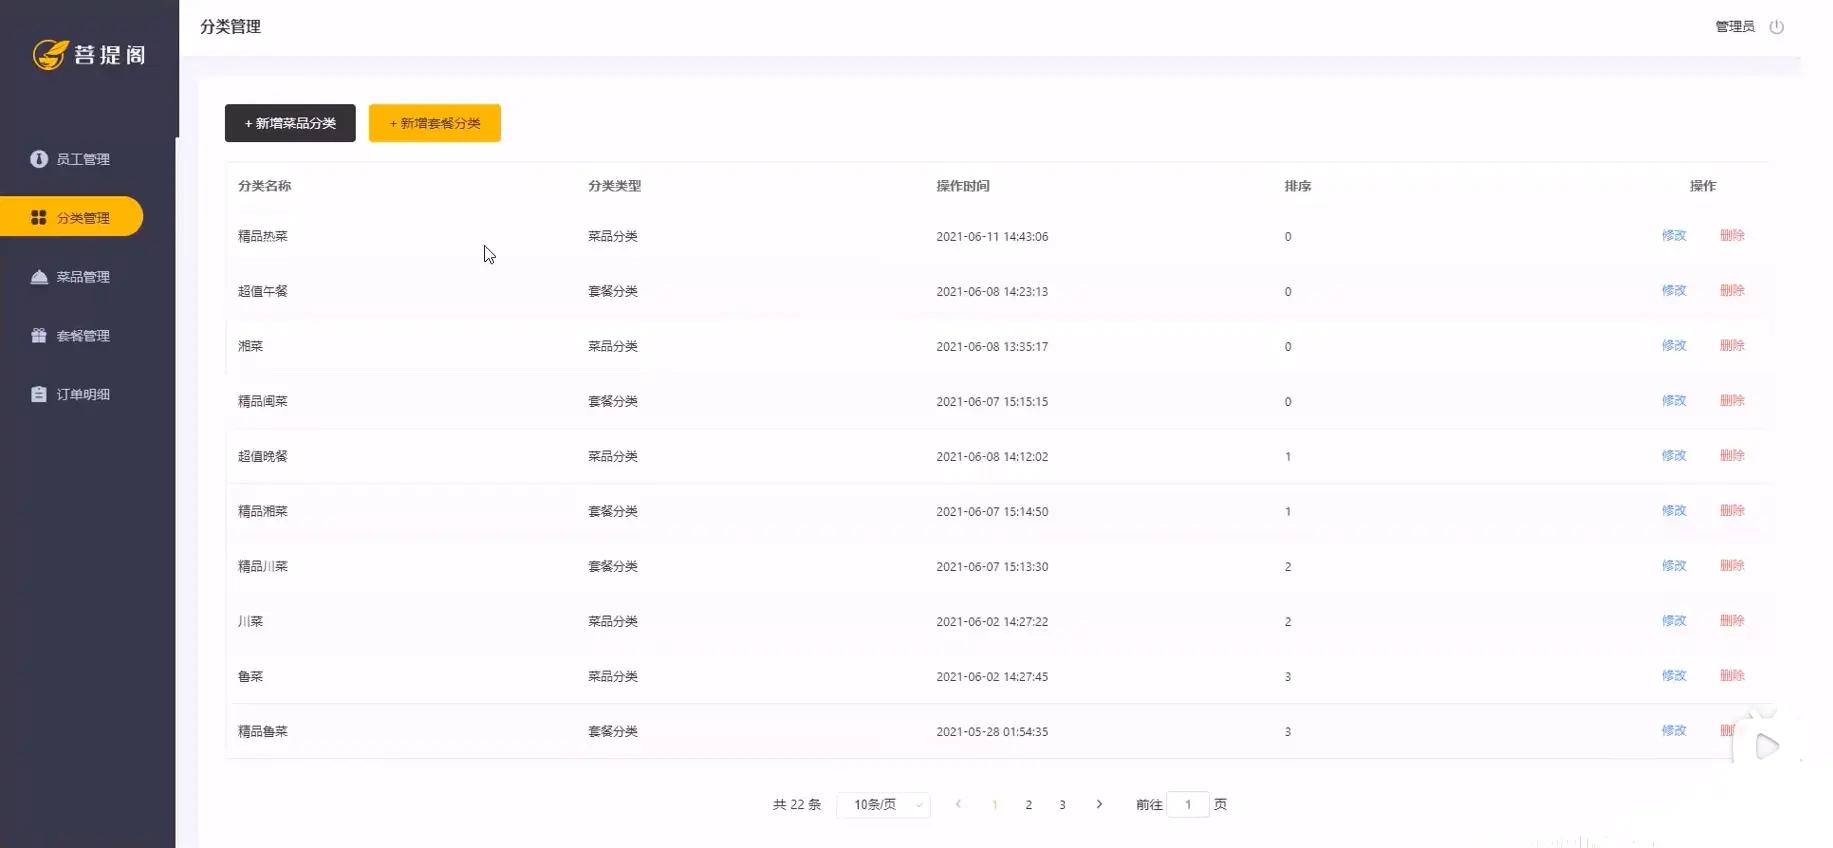 菩提阁
分类管理
管理员
员工管理
分类管理
菜品管理
套餐管理
订单明细
+ 新增菜品分类 + 新增套餐分类
分类名称 分类类型 操作时间 排序 操作
精品热菜 菜品分类 2021-06-11 14:43:06 0 修改 删除
超值午餐 套餐分类 2021-06-08 14:23:13 0 修改 删除
湘菜 菜品分类 2021-06-08 13:35:17 0 修改 删除
精品闽菜 套餐分类 2021-06-07 15:15:15 0 修改 删除
超值晚餐 菜品分类 2021-06-08 14:12:02 1 修改 删除
精品湘菜 套餐分类 2021-06-07 15:14:50 1 修改 删除
精品川菜 套餐分类 2021-06-07 15:13:30 2 修改 删除
川菜 菜品分类 2021-06-02 14:27:22 2 修改 删除
鲁菜 菜品分类 2021-06-02 14:27:45 3 修改 删除
精品鲁菜 套餐分类 2021-05-28 01:54:35 3 修改
共 22 条 10条/页 1 2 3 前往 1 页